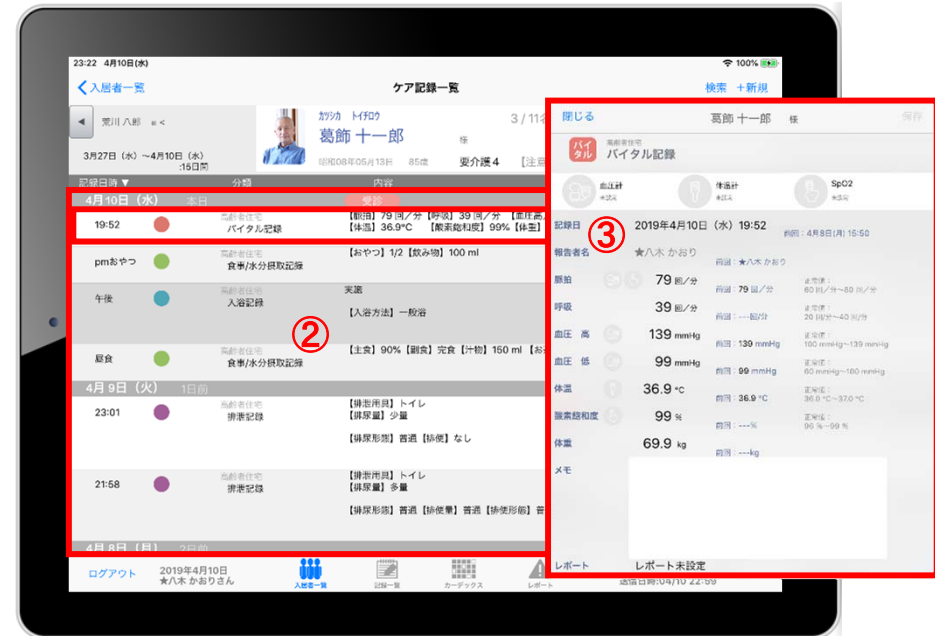 23:22 4月10日(水)
100%
入居者一覧
ケア記録一覧
検索 +新規
荒川 八郎
カツシカ トイチロウ
葛飾 十一郎
様
3 / 11名
昭和08年05月13日 85歳 要介護4 【注意
3月27日（水）～4月10日（水）
:15日間
記録日時▼ 分類 内容
4月10日（水） 本日 受診
19:52
高齢者住宅
バイタル記録
【脈拍】79 回／分 【呼吸】39 回／分 【血圧高
【体温】36.9℃ 【酸素飽和度】99% 【体重】
pmおやつ
高齢者住宅
食事/水分摂取記録
【おやつ】1/2【飲み物】100 ml
午後
高齢者住宅
入浴記録
実施
【入浴方法】一般浴
②
昼食
高齢者住宅
食事/水分摂取記録
【主食】90%【副食】完食【汁物】150 ml 【お
4月 9日（火） 1日前
23:01
高齢者住宅
排泄記録
【排泄用具】トイレ
【排尿量】少量
【排尿形態】普通【排便】なし
21:58
高齢者住宅
排泄記録
【排泄用具】トイレ
【排尿量】多量
【排尿形態】普通【排便量】普通【排便形態】普
4月 8日（月） 2日前
ログアウト
2019年4月10日
★八木 かおりさん
入居者一覧
記録一覧
カーデックス
レポート
送信日時:04/10 22:59
閉じる 葛飾 十一郎 様 保存
バイタル
高齢者住宅
バイタル記録
血圧計
未設定
体温計
未設定
SpO2
未設定
③
記録日 2019年4月10日（水）19:52 前回：4月8日(月) 15:50
報告者名 ★八木 かおり 前回：★八木 かおり
脈拍 79 回／分 前回：79 回／分 正常値：
60 回／分～80 回／分
呼吸 39 回／分 前回：---回/分 正常値：
20 回/分～40 回/分
血圧 高 139 mmHg 前回：139 mmHg 正常値：
100 mmHg～139 mmHg
血圧 低 99 mmHg 前回：99 mmHg 正常値：
60 mmHg～100 mmHg
体温 36.9 ℃ 前回：36.9 ℃ 正常値：
36.0 ℃～37.0 ℃
酸素飽和度 99 % 前回：---% 正常値：
96 %～99 %
体重 69.9 kg 前回：---kg
メモ
レポート レポート未設定